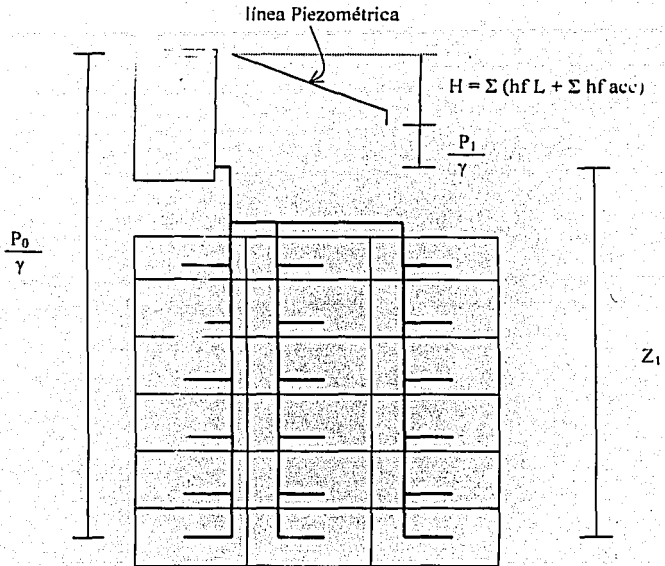 línea Piezométrica
H = Σ (hf L + Σ hf acc)
P₁
γ
P₀
γ
Z₁